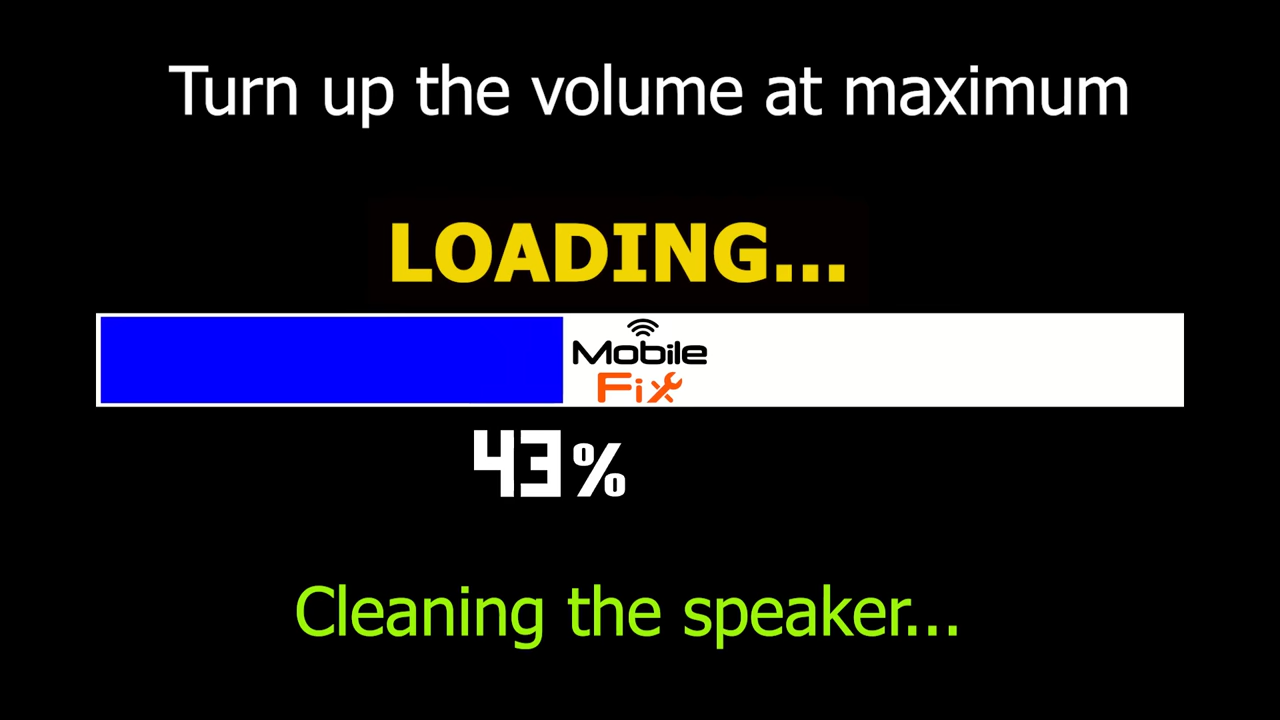 Turn up the volume at maximum
LOADING...
Mobile
Fix
43%
Cleaning the speaker...